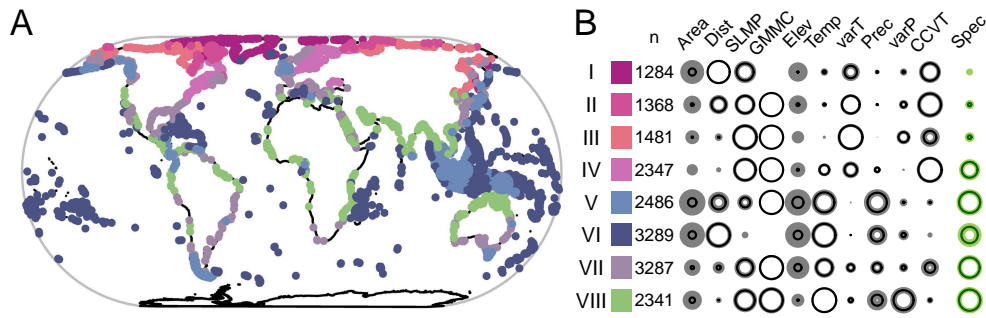 A
B
n Area Dist SLMP GMMC Elev Temp varT Prec varP CCVT Spec
I 1284
II 1368
III 1481
IV 2347
V 2486
VI 3289
VII 3287
VIII 2341